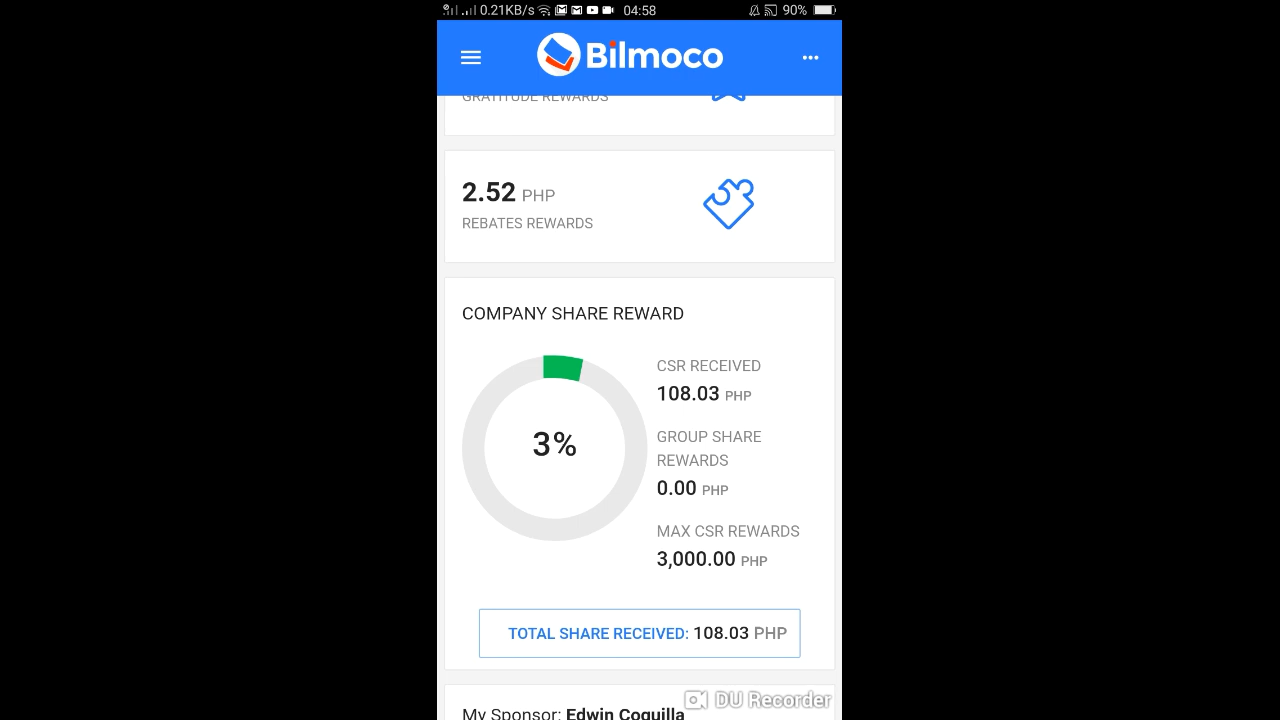 0.21KB/s 04:58 90%
Bilmoco
GRATITUDE REWARDS
2.52 PHP
REBATES REWARDS
COMPANY SHARE REWARD
3%
CSR RECEIVED
108.03 PHP
GROUP SHARE
REWARDS
0.00 PHP
MAX CSR REWARDS
3,000.00 PHP
TOTAL SHARE RECEIVED: 108.03 PHP
DU Recorder
My Sponsor: Edwin Coquilla